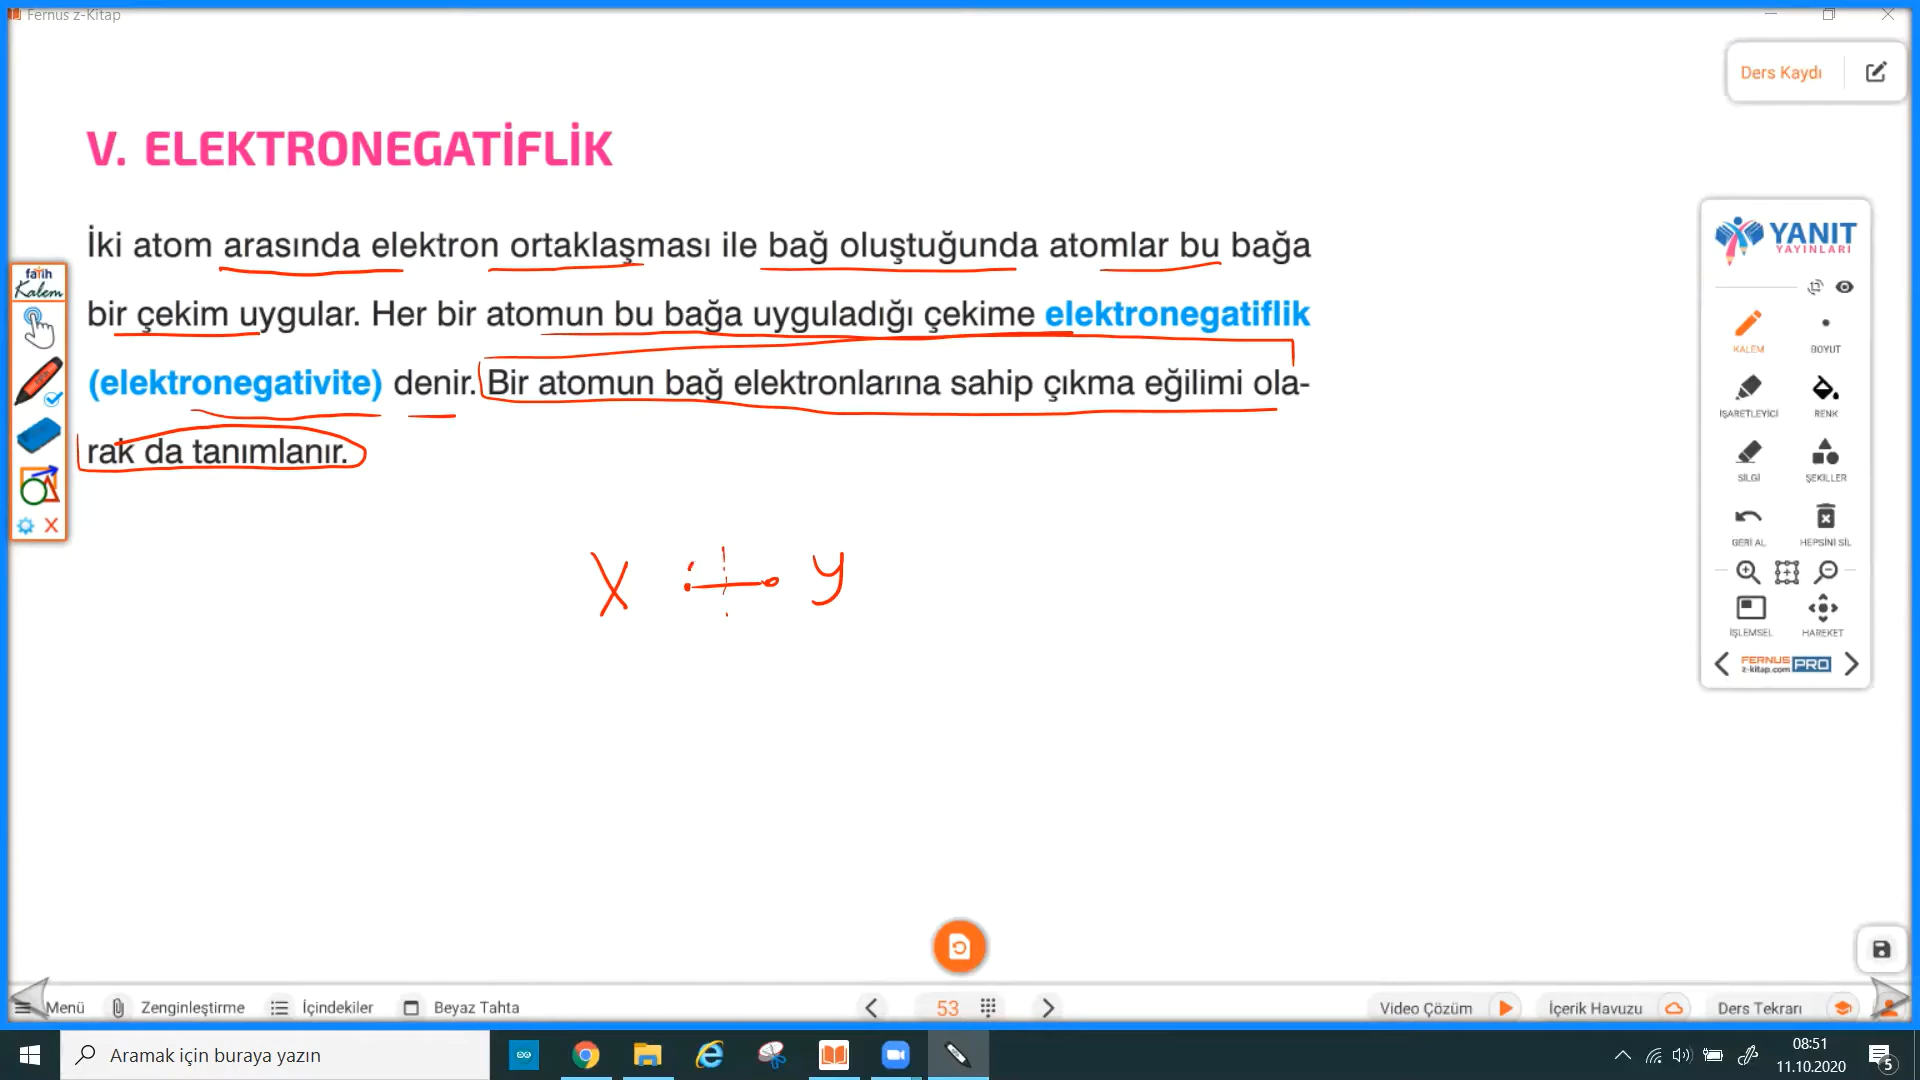 Fernus z-Kitap
Ders Kaydı
V. ELEKTRONEGATİFLİK
İki atom arasında elektron ortaklaşması ile bağ oluştuğunda atomlar bu bağa
bir çekim uygular. Her bir atomun bu bağa uyguladığı çekime elektronegatiflik
(elektronegativite) denir. Bir atomun bağ elektronlarına sahip çıkma eğilimi ola-
rak da tanımlanır.
X y
fatih
Kalem
YANIT
YAYINLARI
KALEM BOYUT
İŞARETLEYİCİ RENK
SİLGİ ŞEKİLLER
GERİ AL HEPSİNİ SİL
İŞLEMSEL HAREKET
FERNUS PRO
z-kitap.com
Menü Zenginleştirme İçindekiler Beyaz Tahta 53 Video Çözüm İçerik Havuzu Ders Tekrarı
Aramak için buraya yazın
08:51
11.10.2020
5